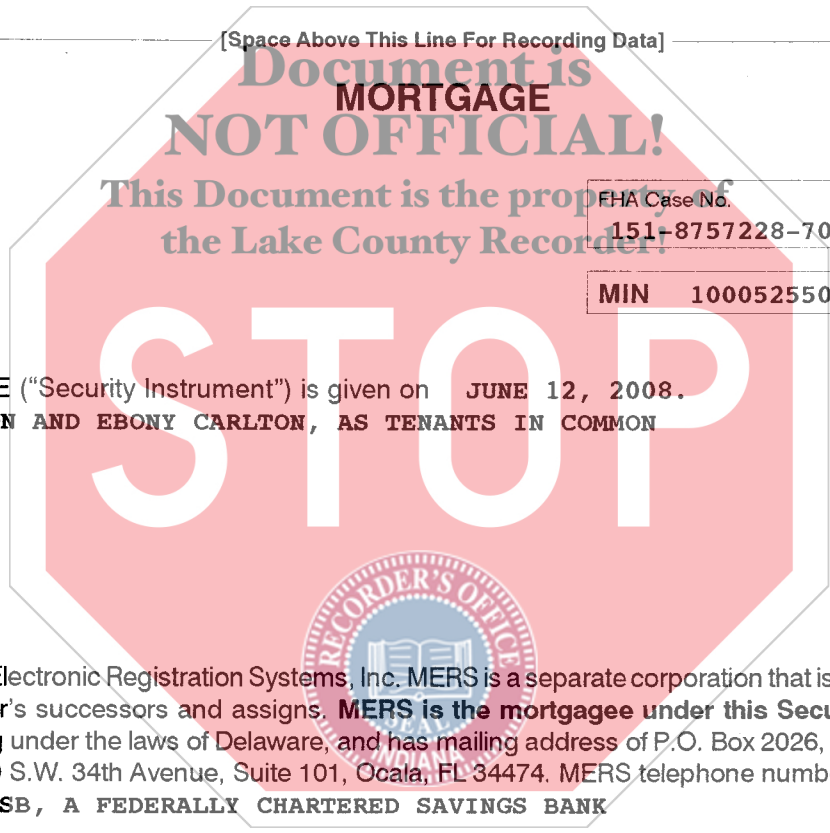 [Space Above This Line For Recording Data]
Document is
MORTGAGE
NOT OFFICIAL!
This Document is the property of
the Lake County Recorder!
FHA Case No.
151-8757228-70
MIN 100052550
STOP
E (“Security Instrument”) is given on JUNE 12, 2008.
N AND EBONY CARLTON, AS TENANTS IN COMMON
RECORDER'S OFFICE
SEAL
INDIANA
Electronic Registration Systems, Inc. MERS is a separate corporation that is
r's successors and assigns. MERS is the mortgagee under this Secu
under the laws of Delaware, and has mailing address of P.O. Box 2026,
S.W. 34th Avenue, Suite 101, Ocala, FL 34474. MERS telephone numb
SB, A FEDERALLY CHARTERED SAVINGS BANK